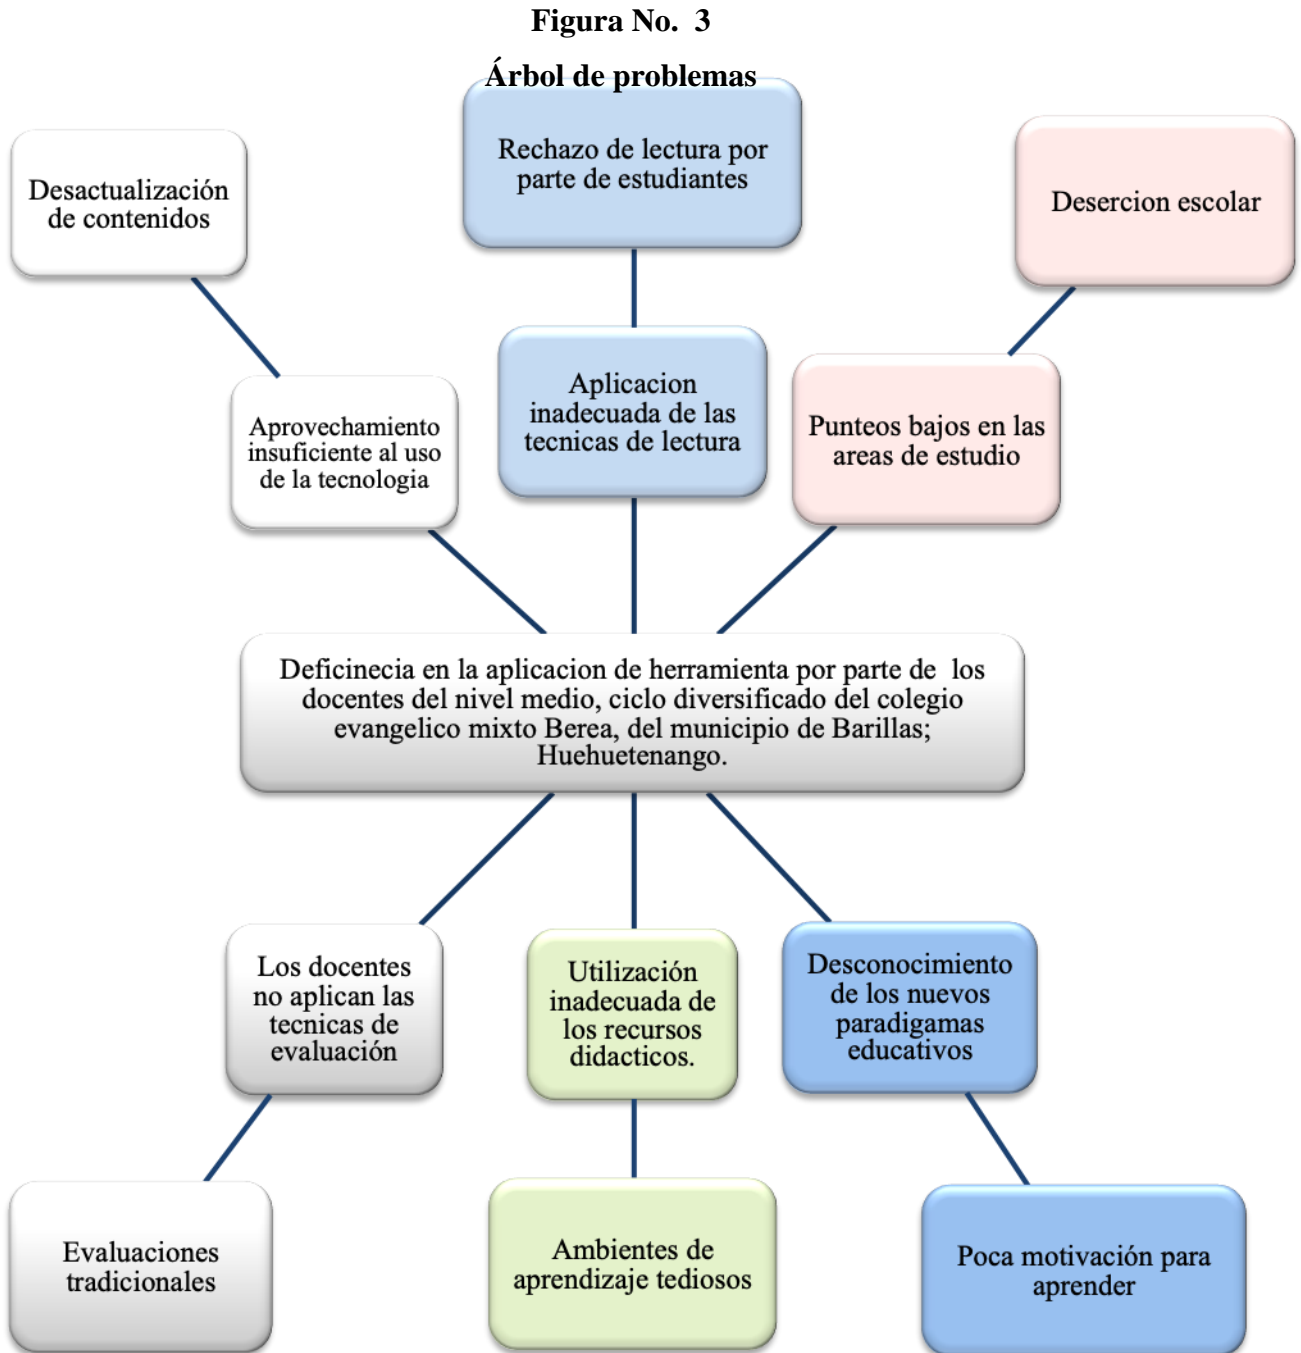 Figura No. 3
Árbol de problemas
Desactualización
de contenidos
Rechazo de lectura por
parte de estudiantes
Desercion escolar
Aprovechamiento
insuficiente al uso
de la tecnologia
Aplicacion
inadecuada de las
tecnicas de lectura
Punteos bajos en las
areas de estudio
Deficinecia en la aplicacion de herramienta por parte de los
docentes del nivel medio, ciclo diversificado del colegio
evangelico mixto Berea, del municipio de Barillas;
Huehuetenango.
Los docentes
no aplican las
tecnicas de
evaluación
Utilización
inadecuada de
los recursos
didacticos.
Desconocimiento
de los nuevos
paradigamas
educativos
Evaluaciones
tradicionales
Ambientes de
aprendizaje tediosos
Poca motivación para
aprender